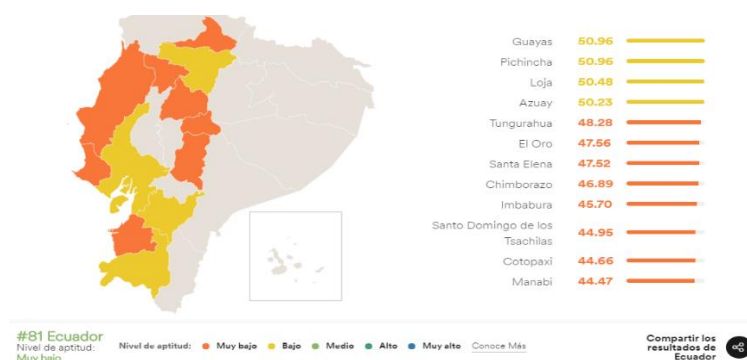 Guayas 50.96
Pichincha 50.96
Loja 50.48
Azuay 50.23
Tungurahua 48.28
El Oro 47.56
Santa Elena 47.52
Chimborazo 46.89
Imbabura 45.70
Santo Domingo de los
Tsachilas 44.95
Cotopaxi 44.66
Manabi 44.47
#81 Ecuador
Nivel de aptitud:
Muy bajo
Nivel de aptitud: Muy bajo Bajo Medio Alto Muy alto Conoce Más
Compartir los
resultados de
Ecuador